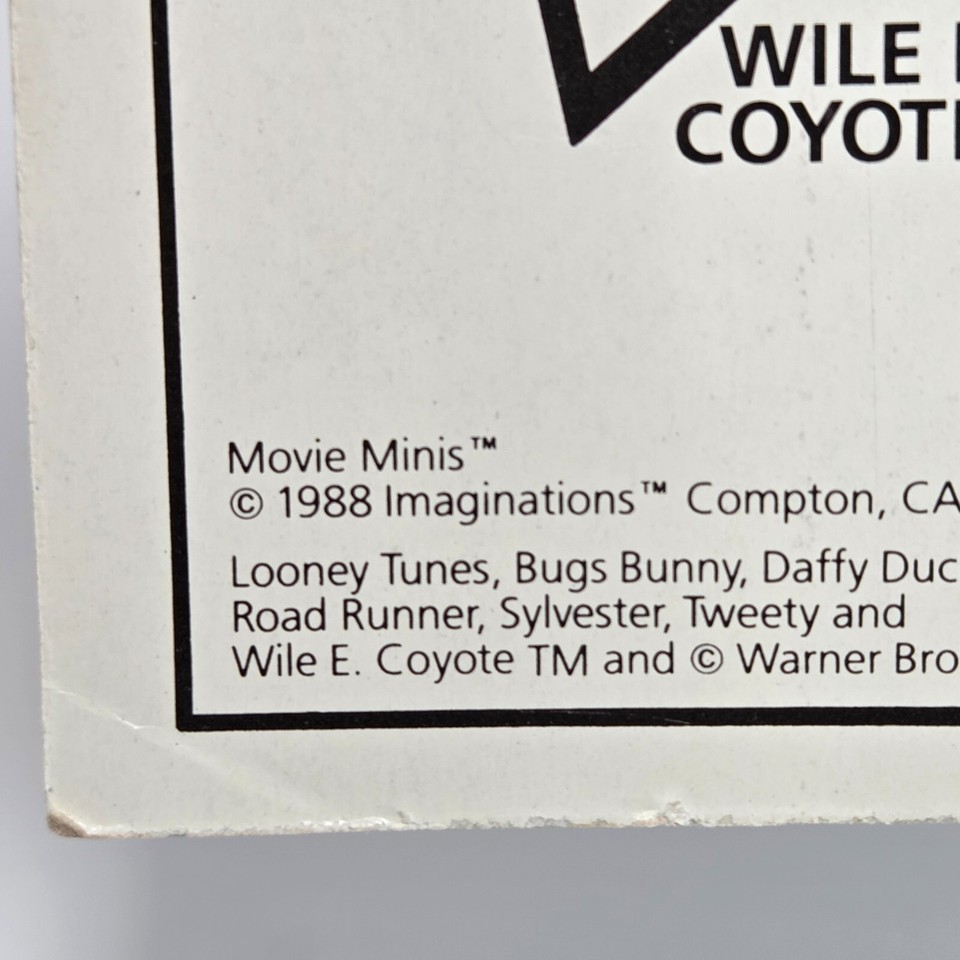 WILE
COYOT
Movie Minis™
© 1988 Imaginations™ Compton, CA
Looney Tunes, Bugs Bunny, Daffy Duc
Road Runner, Sylvester, Tweety and
Wile E. Coyote TM and © Warner Bro